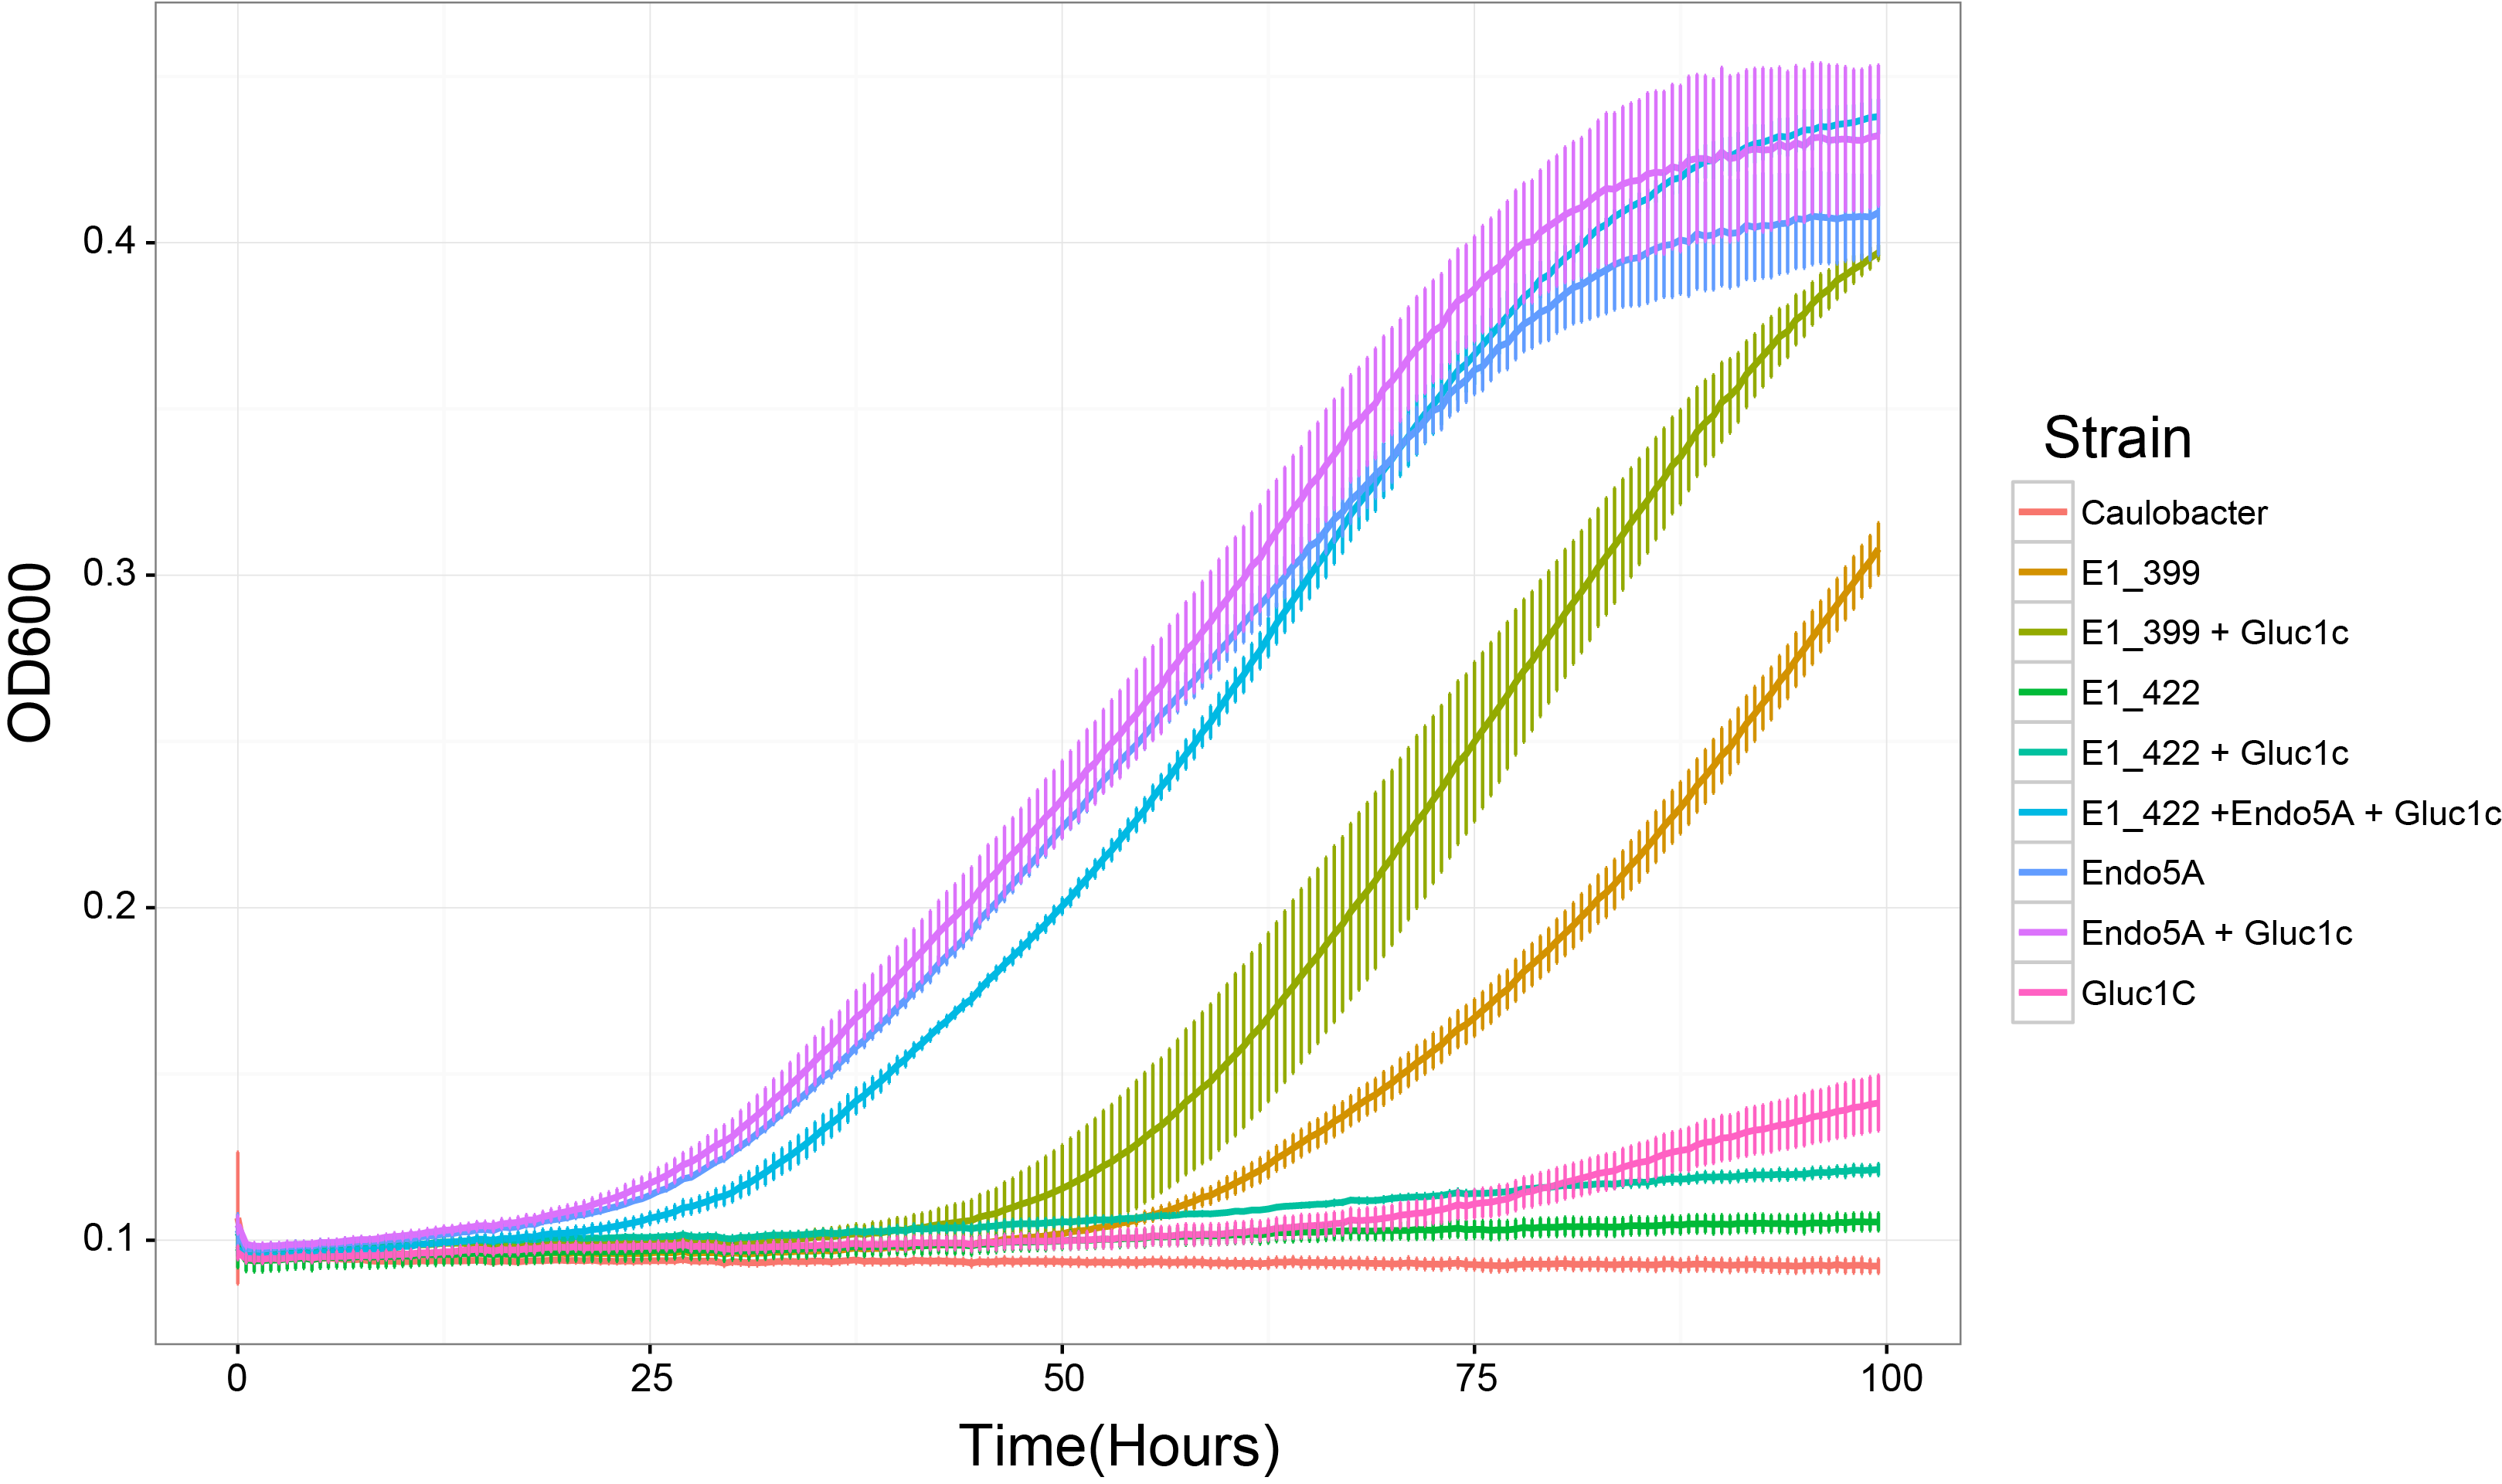 OD600
0.4
0.3
0.2
0.1
0
25
50
75
100
Time(Hours)
Strain
Caulobacter
E1_399
E1_399 + Gluc1c
E1_422
E1_422 + Gluc1c
E1_422 +Endo5A + Gluc1c
Endo5A
Endo5A + Gluc1c
Gluc1C